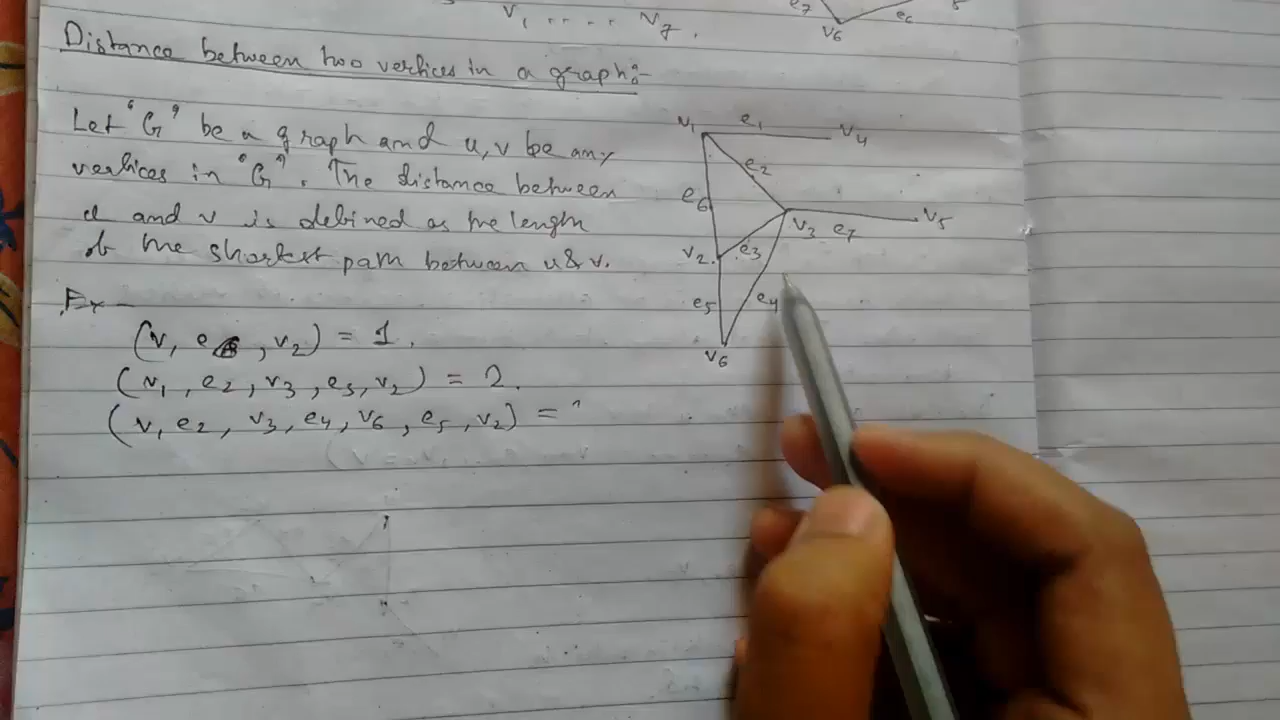 v1 ..... v7.
e7 v6 e6
Distance between two vertices in a graph:-
Let "G" be a graph and u, v be any
vertices in "G". The distance between
u and v is defined as the length
of the shortest path between u & v.
Ex -
(v, e , v2) = 1.
(v1, e2, v3, e3, v2) = 2.
(v, e2, v3, e4, v6, e5, v2) =
v1 e1 v4
e2
e6
v3 e7 v5
v2 e3
e5 e4
v6